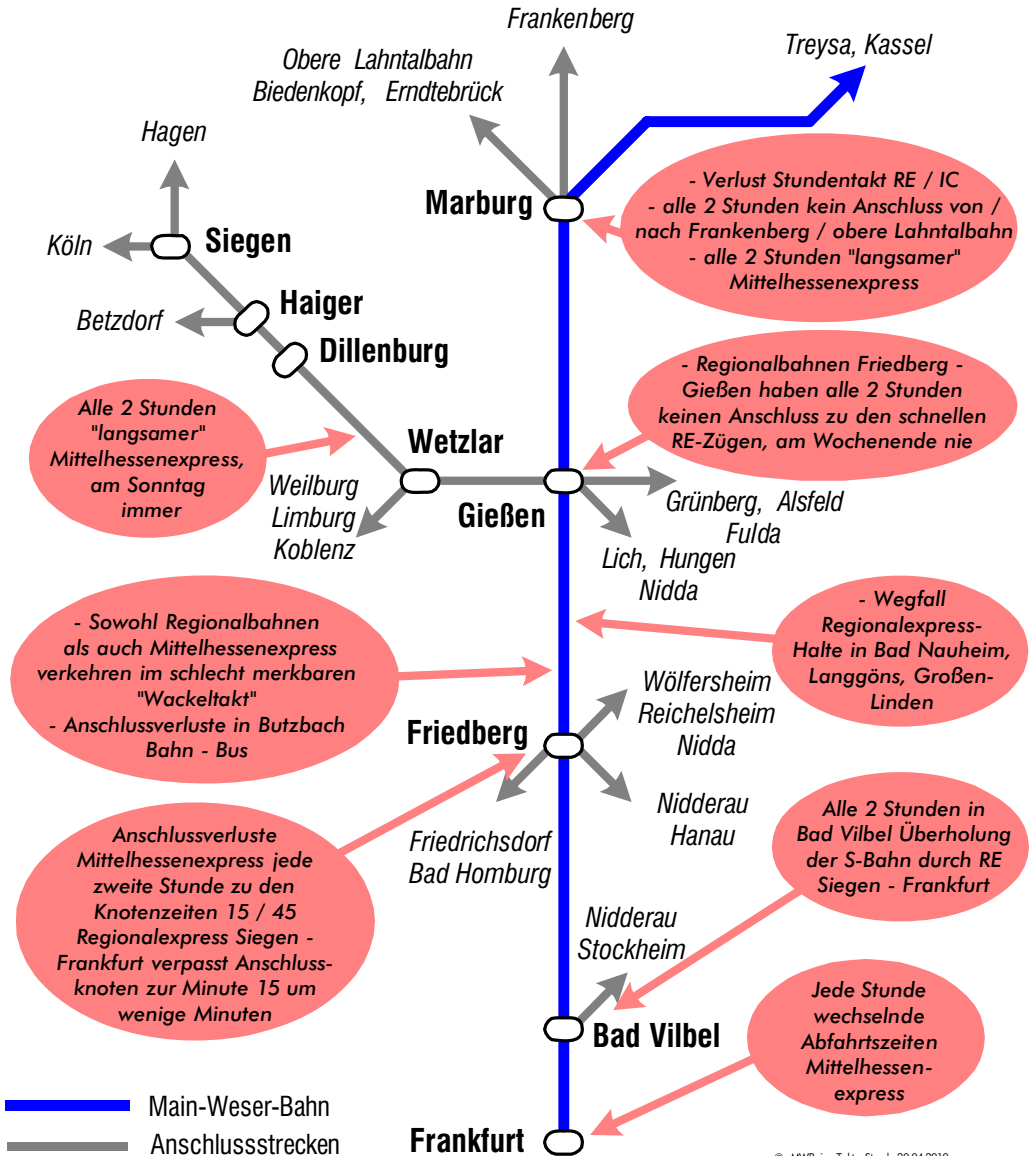 Frankenberg
Treysa, Kassel
Obere Lahntalbahn
Biedenkopf, Erndtebrück
Hagen
Marburg
- Verlust Stundentakt RE / IC
- alle 2 Stunden kein Anschluss von /
nach Frankenberg / obere Lahntalbahn
- alle 2 Stunden "langsamer"
Mittelhessenexpress
Köln
Siegen
Haiger
Betzdorf
Dillenburg
- Regionalbahnen Friedberg -
Gießen haben alle 2 Stunden
keinen Anschluss zu den schnellen
RE-Zügen, am Wochenende nie
Alle 2 Stunden
"langsamer"
Mittelhessenexpress,
am Sonntag
immer
Wetzlar
Weilburg
Limburg
Koblenz
Gießen
Grünberg, Alsfeld
Fulda
Lich, Hungen
Nidda
- Sowohl Regionalbahnen
als auch Mittelhessenexpress
verkehren im schlecht merkbaren
"Wackeltakt"
- Anschlussverluste in Butzbach
Bahn - Bus
- Wegfall
Regionalexpress-
Halte in Bad Nauheim,
Langgöns, Großen-
Linden
Wölfersheim
Reichelsheim
Nidda
Friedberg
Nidderau
Hanau
Friedrichsdorf
Bad Homburg
Anschlussverluste
Mittelhessenexpress jede
zweite Stunde zu den
Knotenzeiten 15 / 45
Regionalexpress Siegen -
Frankfurt verpasst Anschluss-
knoten zur Minute 15 um
wenige Minuten
Alle 2 Stunden in
Bad Vilbel Überholung
der S-Bahn durch RE
Siegen - Frankfurt
Nidderau
Stockheim
Bad Vilbel
Jede Stunde
wechselnde
Abfahrtszeiten
Mittelhessen-
express
Main-Weser-Bahn
Anschlussstrecken
Frankfurt